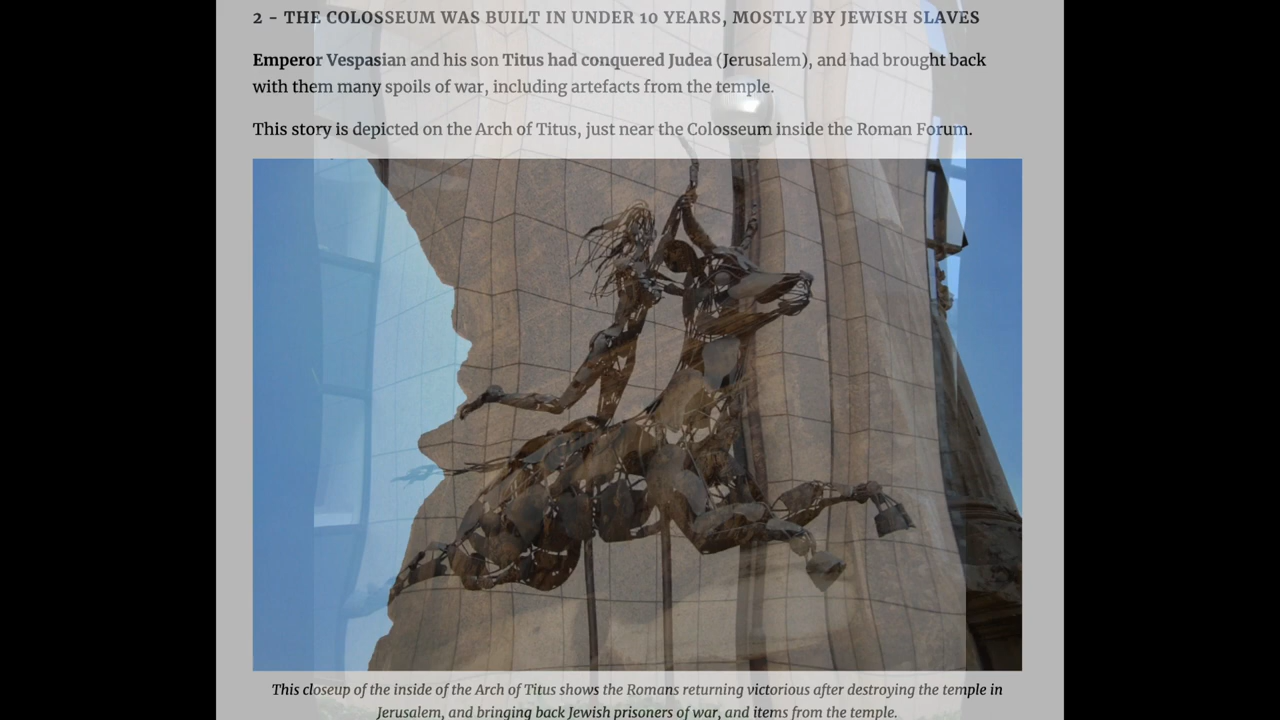 2 - THE COLOSSEUM WAS BUILT IN UNDER 10 YEARS, MOSTLY BY JEWISH SLAVES
Emperor Vespasian and his son Titus had conquered Judea (Jerusalem), and had brought back
with them many spoils of war, including artefacts from the temple.
This story is depicted on the Arch of Titus, just near the Colosseum inside the Roman Forum.
This closeup of the inside of the Arch of Titus shows the Romans returning victorious after destroying the temple in
Jerusalem, and bringing back Jewish prisoners of war, and items from the temple.